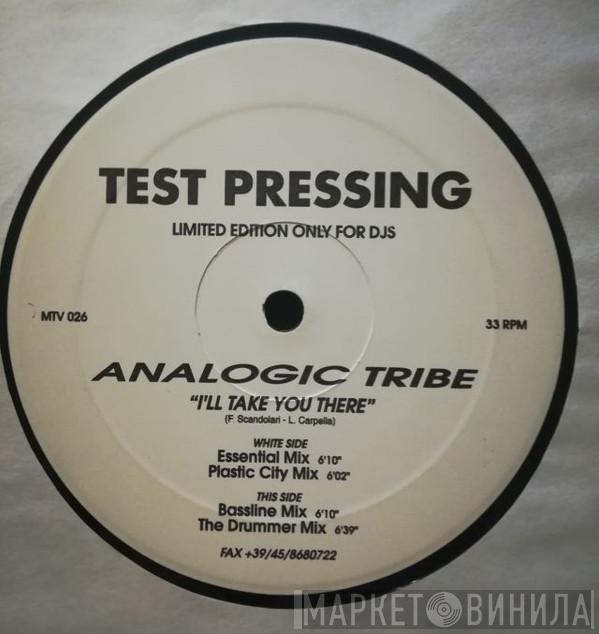 TEST PRESSING
LIMITED EDITION ONLY FOR DJS
MTV 026
33 RPM
ANALOGIC TRIBE
"I'LL TAKE YOU THERE"
(F. Scandolari - L. Carpella)
WHITE SIDE
Essential Mix 6'10"
Plastic City Mix 6'02"
THIS SIDE
Bassline Mix 6'10"
The Drummer Mix 6'39"
FAX +39/45/8680722
МАРКЕТ ВИНИЛА